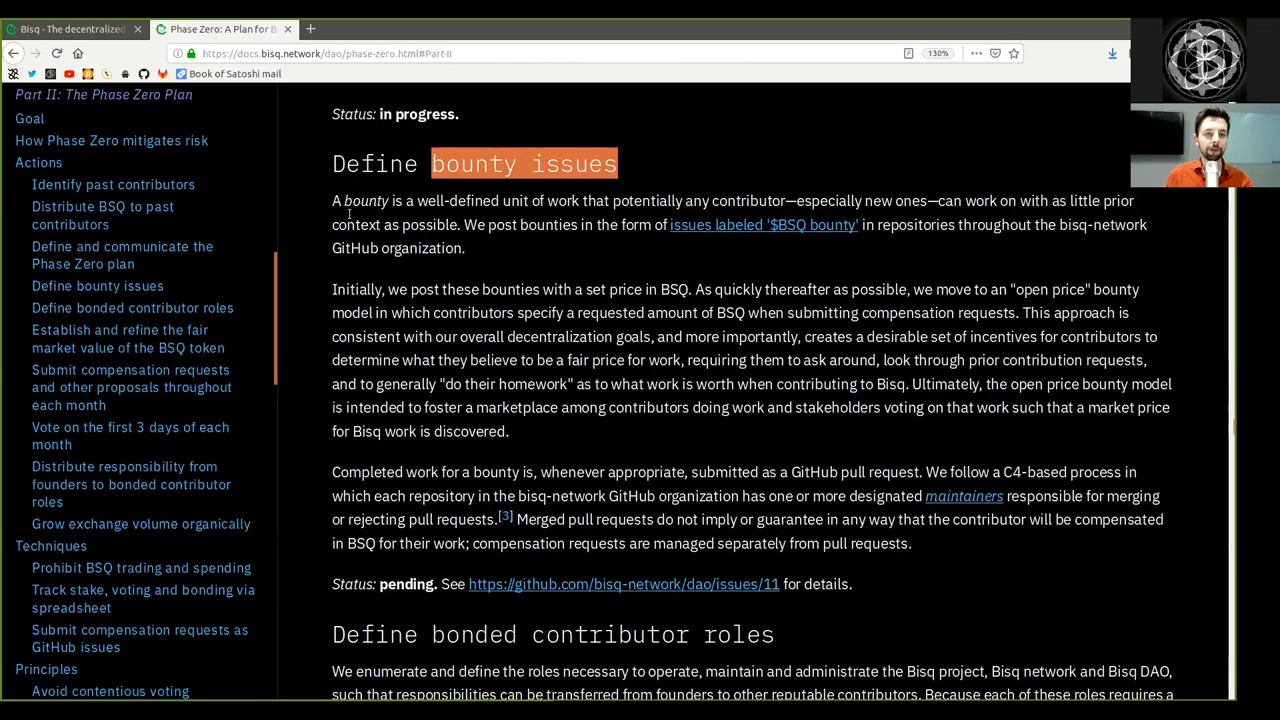 Bisq - The decentralized
Phase Zero: A Plan for B
https://docs.bisq.network/dao/phase-zero.html#Part-II
130%
Book of Satoshi mail
Part II: The Phase Zero Plan
Goal
How Phase Zero mitigates risk
Actions
Identify past contributors
Distribute BSQ to past
contributors
Define and communicate the
Phase Zero plan
Define bounty issues
Define bonded contributor roles
Establish and refine the fair
market value of the BSQ token
Submit compensation requests
and other proposals throughout
each month
Vote on the first 3 days of each
month
Distribute responsibility from
founders to bonded contributor
roles
Grow exchange volume organically
Techniques
Prohibit BSQ trading and spending
Track stake, voting and bonding via
spreadsheet
Submit compensation requests as
GitHub issues
Principles
Avoid contentious voting
Status: in progress.
Define bounty issues
A bounty is a well-defined unit of work that potentially any contributor—especially new ones—can work on with as little prior
context as possible. We post bounties in the form of issues labeled '$BSQ bounty' in repositories throughout the bisq-network
GitHub organization.
Initially, we post these bounties with a set price in BSQ. As quickly thereafter as possible, we move to an "open price" bounty
model in which contributors specify a requested amount of BSQ when submitting compensation requests. This approach is
consistent with our overall decentralization goals, and more importantly, creates a desirable set of incentives for contributors to
determine what they believe to be a fair price for work, requiring them to ask around, look through prior contribution requests,
and to generally "do their homework" as to what work is worth when contributing to Bisq. Ultimately, the open price bounty model
is intended to foster a marketplace among contributors doing work and stakeholders voting on that work such that a market price
for Bisq work is discovered.
Completed work for a bounty is, whenever appropriate, submitted as a GitHub pull request. We follow a C4-based process in
which each repository in the bisq-network GitHub organization has one or more designated maintainers responsible for merging
or rejecting pull requests.[3] Merged pull requests do not imply or guarantee in any way that the contributor will be compensated
in BSQ for their work; compensation requests are managed separately from pull requests.
Status: pending. See https://github.com/bisq-network/dao/issues/11 for details.
Define bonded contributor roles
We enumerate and define the roles necessary to operate, maintain and administrate the Bisq project, Bisq network and Bisq DAO,
such that responsibilities can be transferred from founders to other reputable contributors. Because each of these roles requires a